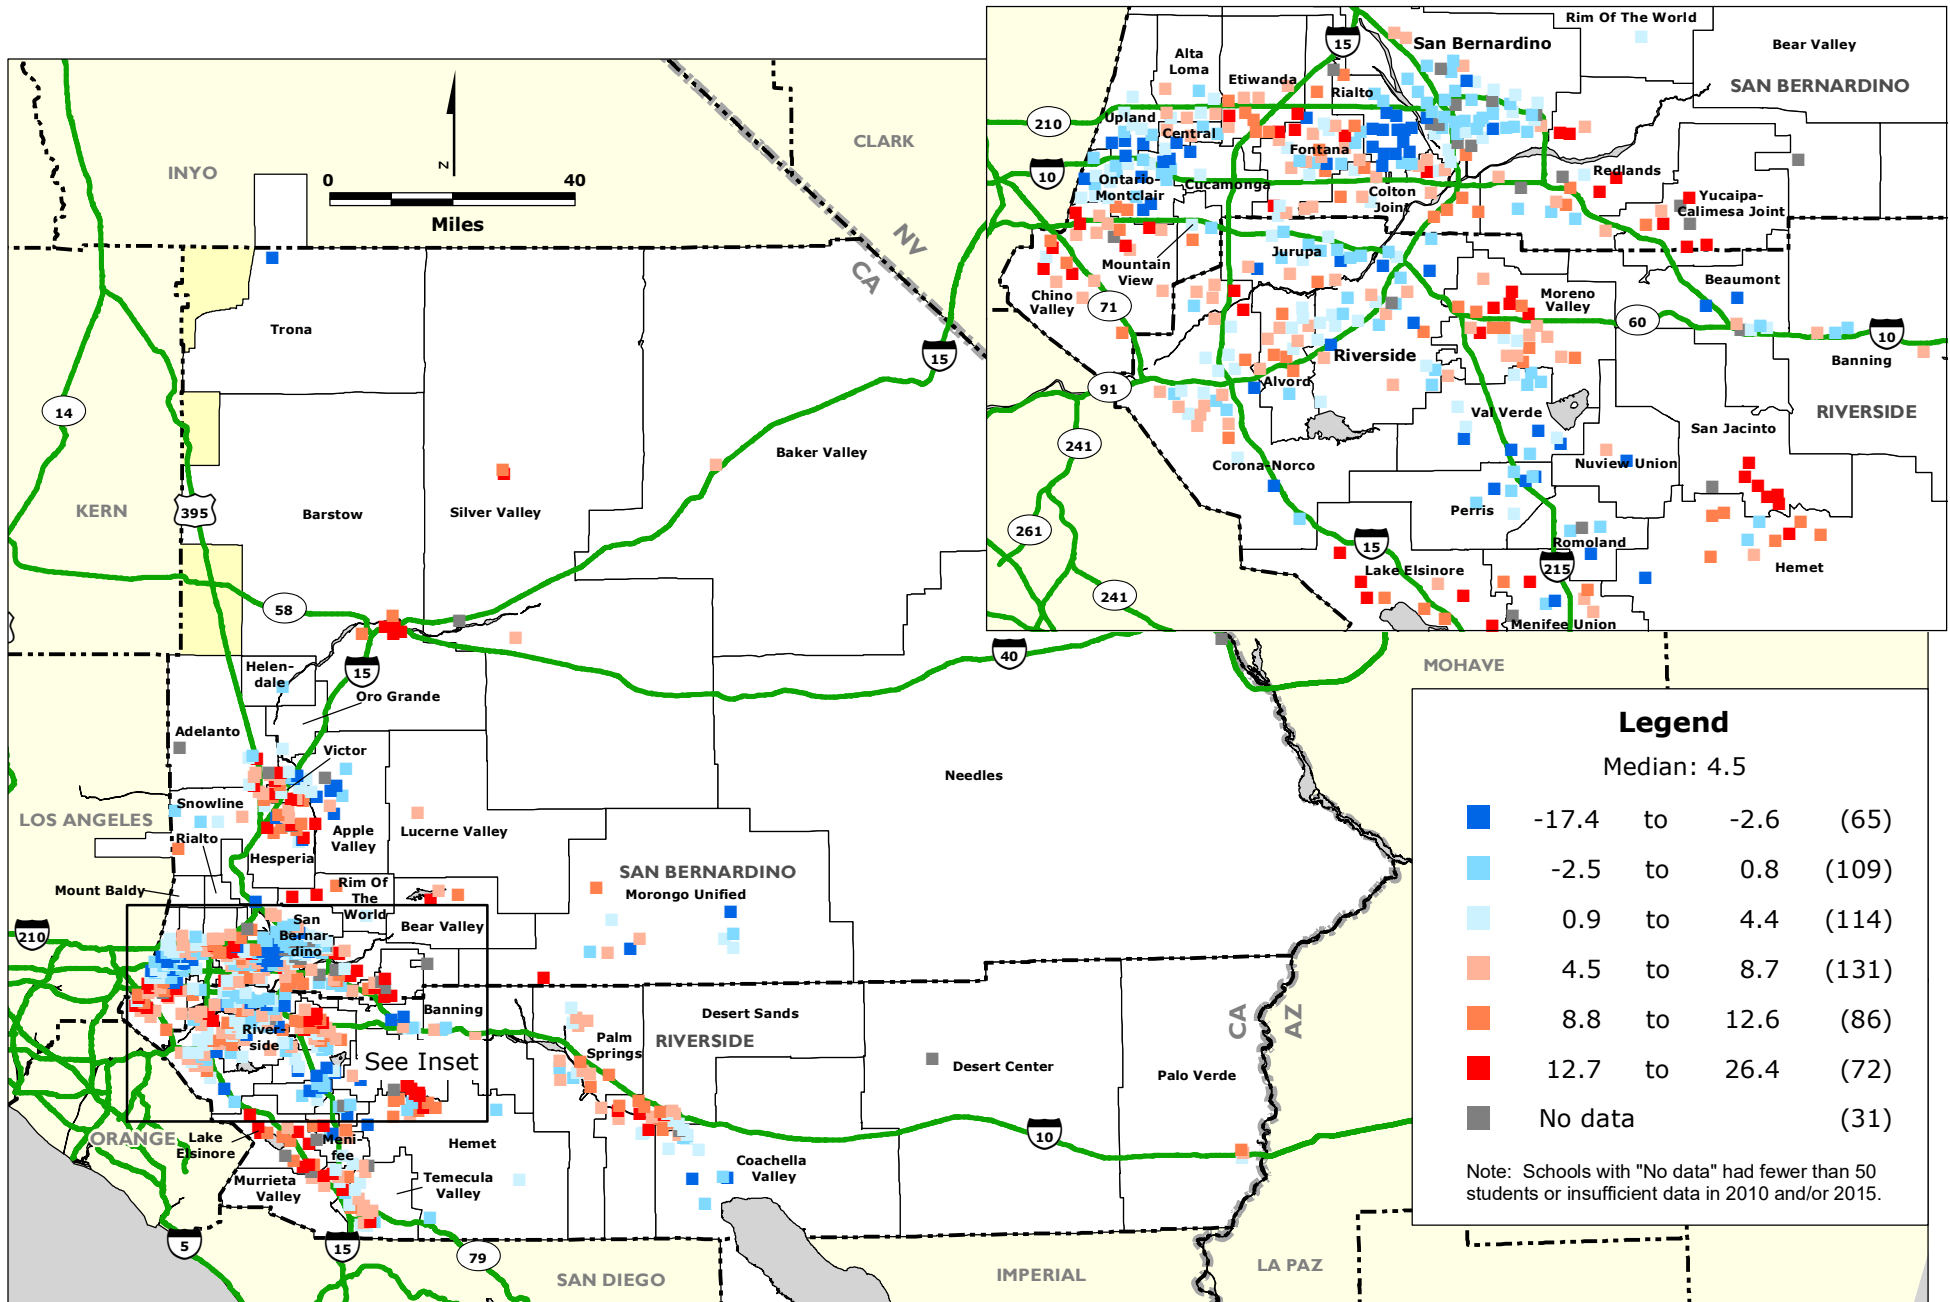 INYO
CLARK
0
40
Miles
N
NV
CA
Trona
15
14
395
KERN
Barstow
Silver Valley
Baker Valley
58
15
40
Helen-
dale
Oro Grande
Adelanto
Victor
Snowline
LOS ANGELES
Rialto
Apple
Valley
Lucerne Valley
Hesperia
Needles
MOHAVE
Mount Baldy
Rim Of
The
World
SAN BERNARDINO
Morongo Unified
San
Bernar-
dino
Bear Valley
210
Banning
River-
side
See Inset
Palm
Springs
RIVERSIDE
Desert Sands
Desert Center
Palo Verde
CA
AZ
ORANGE
Lake
Elsinore
Meni-
fee
Hemet
10
Murrieta
Valley
Temecula
Valley
Coachella
Valley
5
15
79
SAN DIEGO
IMPERIAL
LA PAZ
Rim Of The World
15
San Bernardino
Bear Valley
Alta
Loma
Etiwanda
Rialto
SAN BERNARDINO
210
Upland
Central
Fontana
10
Ontario-
Montclair
Cucamonga
Colton
Joint
Redlands
Yucaipa-
Calimesa Joint
Jurupa
Mountain
View
Chino
Valley
71
Beaumont
Moreno
Valley
60
10
Riverside
Banning
91
Alvord
Val Verde
RIVERSIDE
241
San Jacinto
Corona-Norco
Nuview Union
Perris
261
15
Romoland
215
Lake Elsinore
Hemet
241
Menifee Union
Legend
Median: 4.5
-17.4 to -2.6 (65)
-2.5 to 0.8 (109)
0.9 to 4.4 (114)
4.5 to 8.7 (131)
8.8 to 12.6 (86)
12.7 to 26.4 (72)
No data (31)
Note: Schools with "No data" had fewer than 50
students or insufficient data in 2010 and/or 2015.